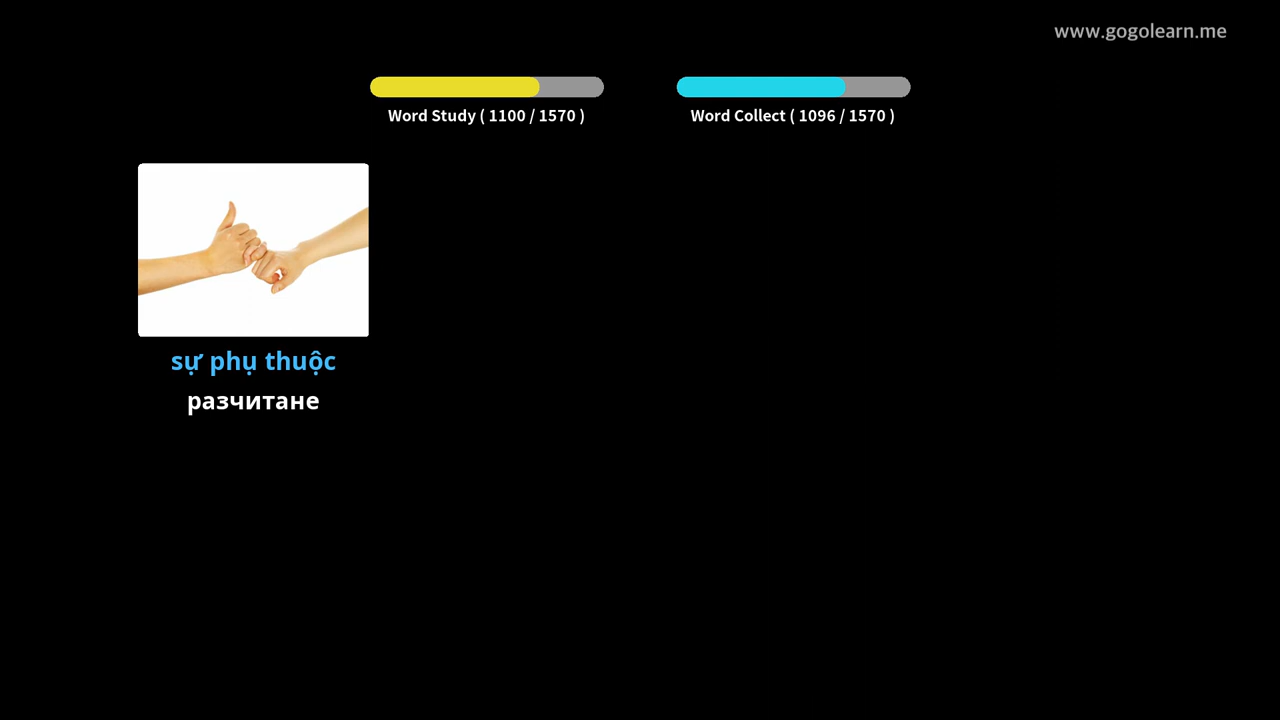 www.gogolearn.me
Word Study ( 1100 / 1570 )
Word Collect ( 1096 / 1570 )
sự phụ thuộc
разчитане